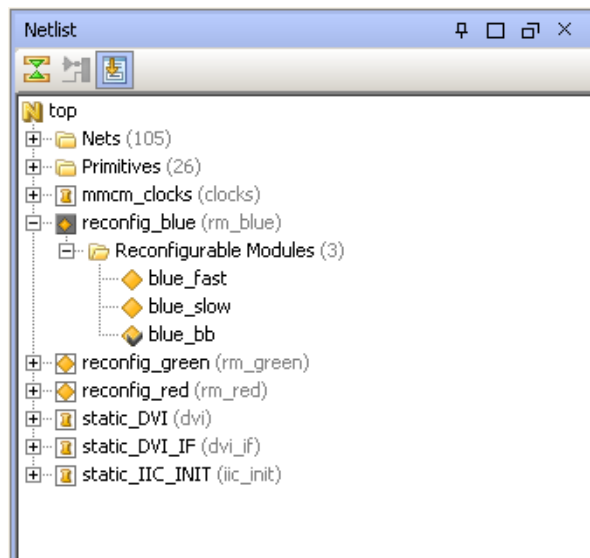 Netlist
top
Nets (105)
Primitives (26)
mmcm_clocks (clocks)
reconfig_blue (rm_blue)
Reconfigurable Modules (3)
blue_fast
blue_slow
blue_bb
reconfig_green (rm_green)
reconfig_red (rm_red)
static_DVI (dvi)
static_DVI_IF (dvi_if)
static_IIC_INIT (iic_init)